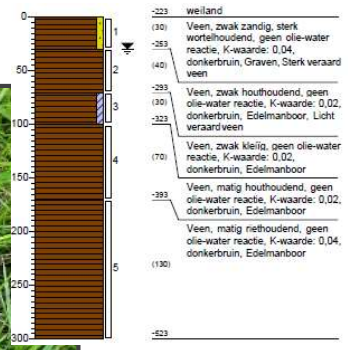 0
50
100
150
200
250
300
1
2
3
4
5
-223 weiland
(30) Veen, zwak zandig, sterk
wortelhoudend, geen olie-water
-253 reactie, K-waarde: 0,04,
(40) donkerbruin, Graven, Sterk veraard
veen
-293 Veen, zwak houthoudend, geen
(30) olie-water reactie, K-waarde: 0,02,
donkerbruin, Edelmanboor, Licht
-323 veraardveen
Veen, zwak kleiïg, geen olie-water
(70) reactie, K-waarde: 0,02,
donkerbruin, Edelmanboor
-393 Veen, matig houthoudend, geen
olie-water reactie, K-waarde: 0,02,
donkerbruin, Edelmanboor
Veen, matig riethoudend, geen
olie-water reactie, K-waarde: 0,04,
(130) donkerbruin, Edelmanboor
-523